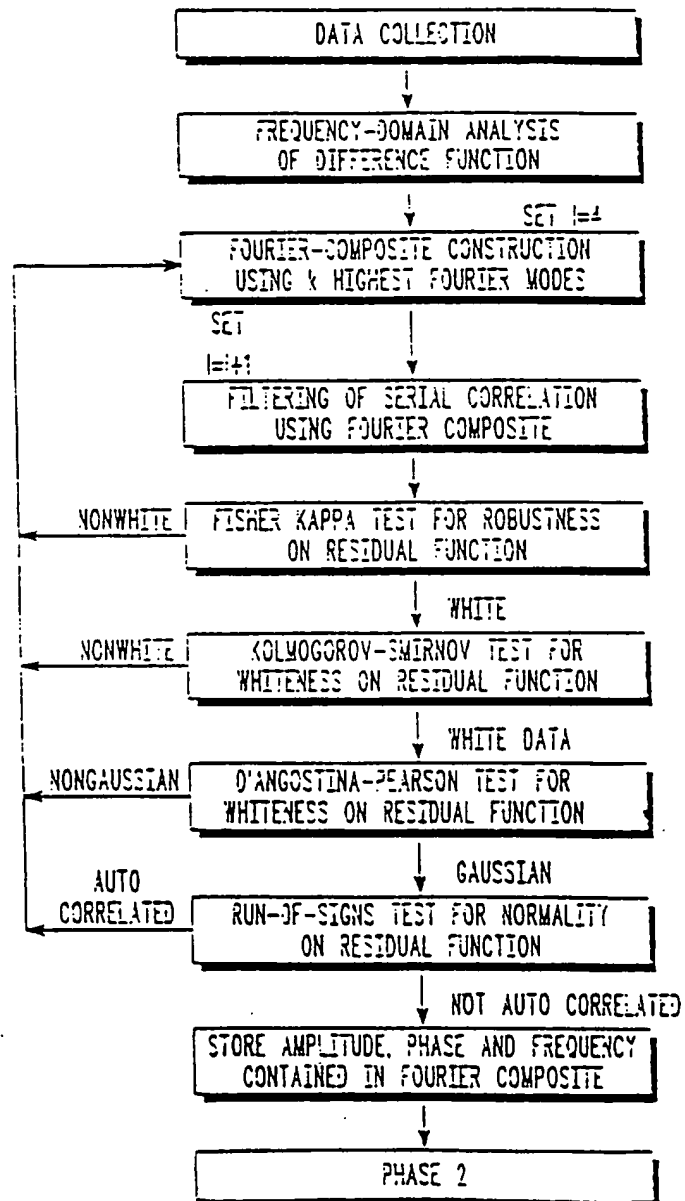 DATA COLLECTION
FREQUENCY-DOMAIN ANALYSIS
OF DIFFERENCE FUNCTION
SET I=4
FOURIER-COMPOSITE CONSTRUCTION
USING k HIGHEST FOURIER MODES
SET
I=I+1
FILTERING OF SERIAL CORRELATION
USING FOURIER COMPOSITE
NONWHITE
FISHER KAPPA TEST FOR ROBUSTNESS
ON RESIDUAL FUNCTION
WHITE
NONWHITE
KOLMOGOROV-SMIRNOV TEST FOR
WHITENESS ON RESIDUAL FUNCTION
WHITE DATA
NONGAUSSIAN
D'ANGOSTINA-PEARSON TEST FOR
WHITENESS ON RESIDUAL FUNCTION
GAUSSIAN
AUTO
CORRELATED
RUN-OF-SIGNS TEST FOR NORMALITY
ON RESIDUAL FUNCTION
NOT AUTO CORRELATED
STORE AMPLITUDE, PHASE AND FREQUENCY
CONTAINED IN FOURIER COMPOSITE
PHASE 2